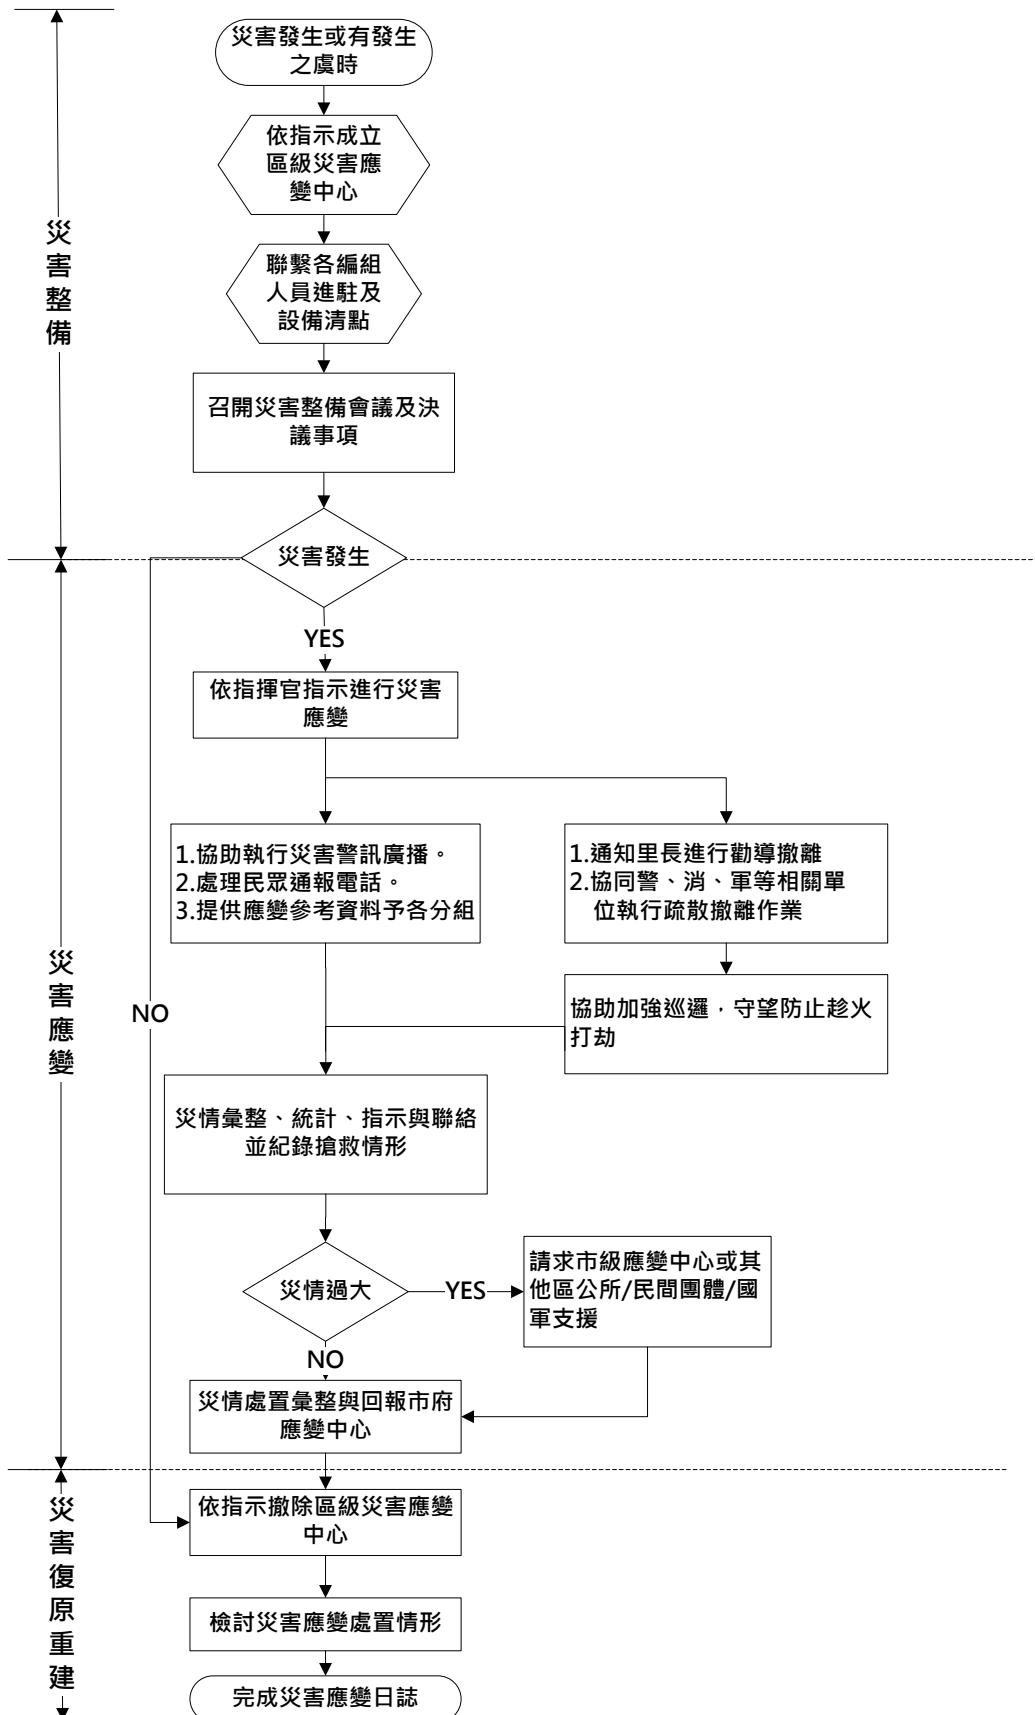 災害發生或有發生
之虞時
依指示成立
區級災害應
變中心
聯繫各編組
人員進駐及
設備清點
災害整備
召開災害整備會議及決
議事項
災害發生
YES
依指揮官指示進行災害
應變
1.協助執行災害警訊廣播。
2.處理民眾通報電話。
3.提供應變參考資料予各分組
1.通知里長進行勸導撤離
2.協同警、消、軍等相關單
位執行疏散撤離作業
災害應變
NO
協助加強巡邏，守望防止趁火
打劫
災情彙整、統計、指示與聯絡
並紀錄搶救情形
災情過大
YES
請求市級應變中心或其
他區公所/民間團體/國
軍支援
NO
災情處置彙整與回報市府
應變中心
災害復原重建
依指示撤除區級災害應變
中心
檢討災害應變處置情形
完成災害應變日誌